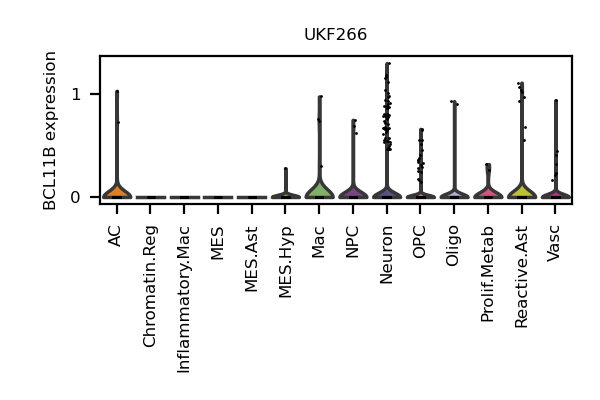 UKF266
BCL11B expression
1
0
AC
Chromatin.Reg
Inflammatory.Mac
MES
MES.Ast
MES.Hyp
Mac
NPC
Neuron
OPC
Oligo
Prolif.Metab
Reactive.Ast
Vasc